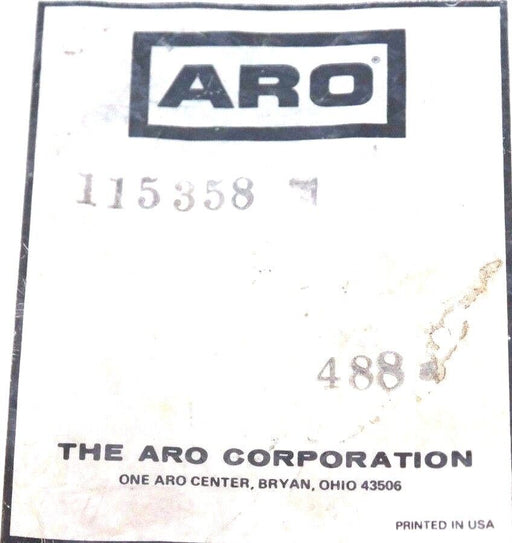 ARO®
115358
488
THE ARO CORPORATION
ONE ARO CENTER, BRYAN, OHIO 43506
PRINTED IN USA